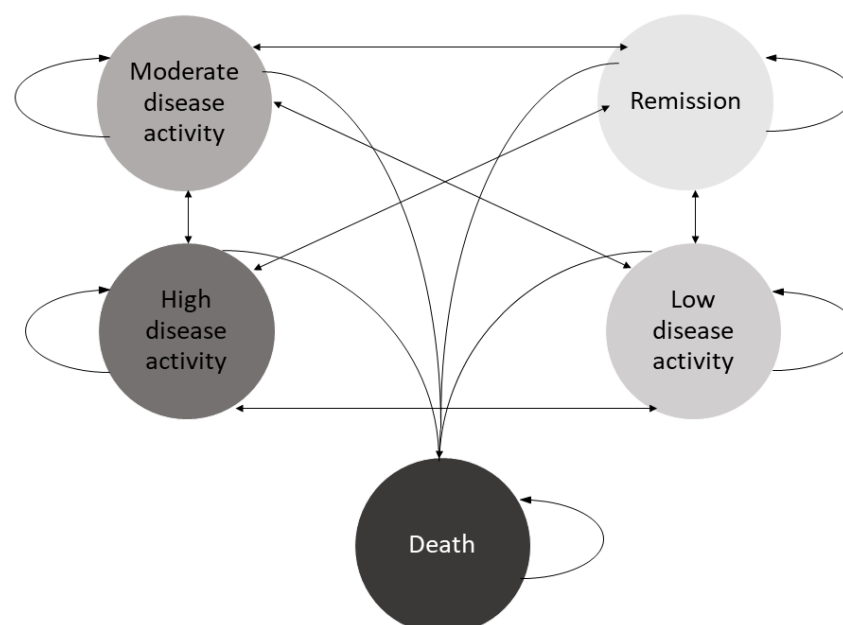 Moderate
disease
activity
Remission
High
disease
activity
Low
disease
activity
Death